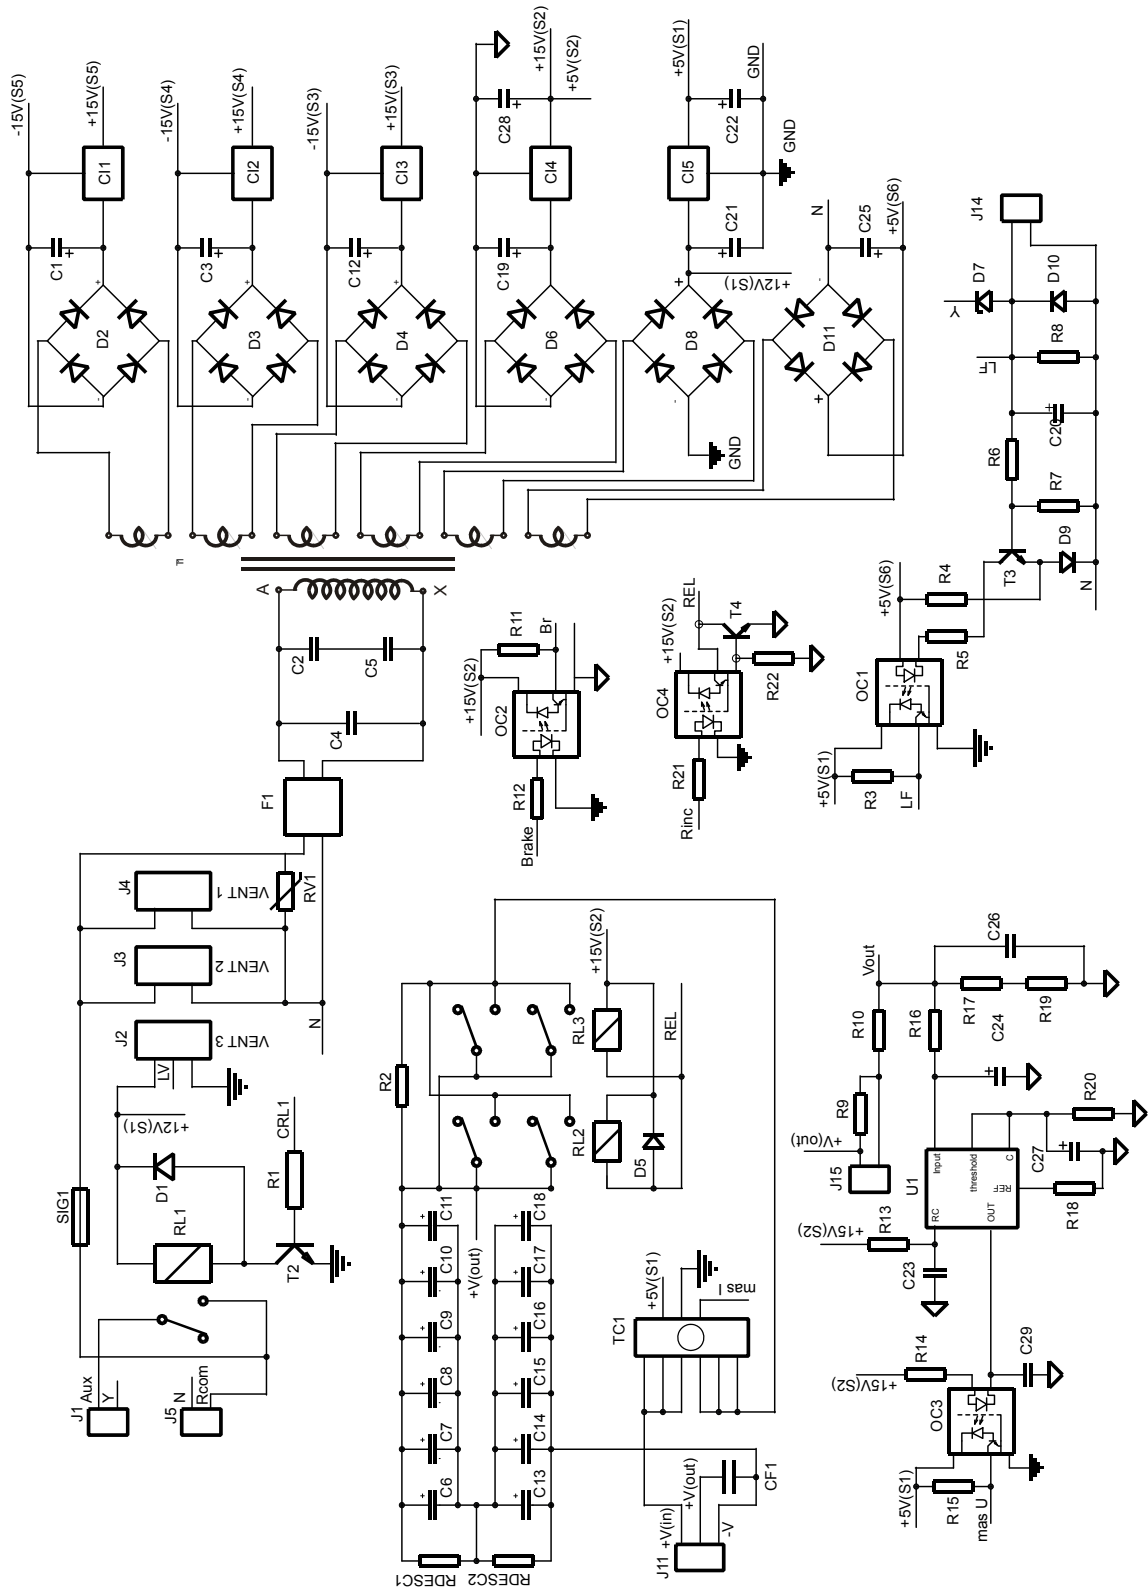 -15V(S5)
+15V(S5)
C1
+
CI1
D2
+
-
-15V(S4)
+15V(S4)
C3
+
CI2
D3
+
-
-15V(S3)
+15V(S3)
C12
+
CI3
D4
+
-
+15V(S2)
+5V(S2)
C28
+
C19
+
CI4
D6
+
-
+5V(S1)
GND
C22
+
GND
CI5
C21
+
+12V(S1)
D8
+
-
GND
N
C25
+
+5V(S6)
D11
-
+
J14
D7
Y
D10
R8
LF
C20
+
R6
R7
T3
D9
N
+5V(S6)
R4
R5
OC1
+5V(S1)
R3
LF
A
X
C2
C5
C4
F1
R11
Br
+15V(S2)
OC2
R12
Brake
+15V(S2)
REL
T4
R22
OC4
R21
Rinc
J4
VENT 1
RV1
J3
VENT 2
J2
VENT 3
LV
N
+12V(S1)
D1
RL1
CRL1
R1
T2
SIG1
J1
Aux
Y
J5
N
Rcom
R2
RL3
+15V(S2)
REL
RL2
D5
C11
+
C10
+
C9
+
C8
+
C7
+
C6
+
C18
+
C17
+
C16
+
C15
+
C14
+
C13
+
+V(out)
RDESC1
RDESC2
TC1
+5V(S1)
mas I
CF1
J11
+V(in)
+V(out)
-V
Vout
C26
R10
R16
R17
C24
R19
+
R9
+V(out)
J15
R20
C27
+
R18
U1
Input
threshold
C
REF
RC
OUT
R13
+15V(S2)
C23
R14
+15V(S2)
C29
OC3
+5V(S1)
R15
mas U